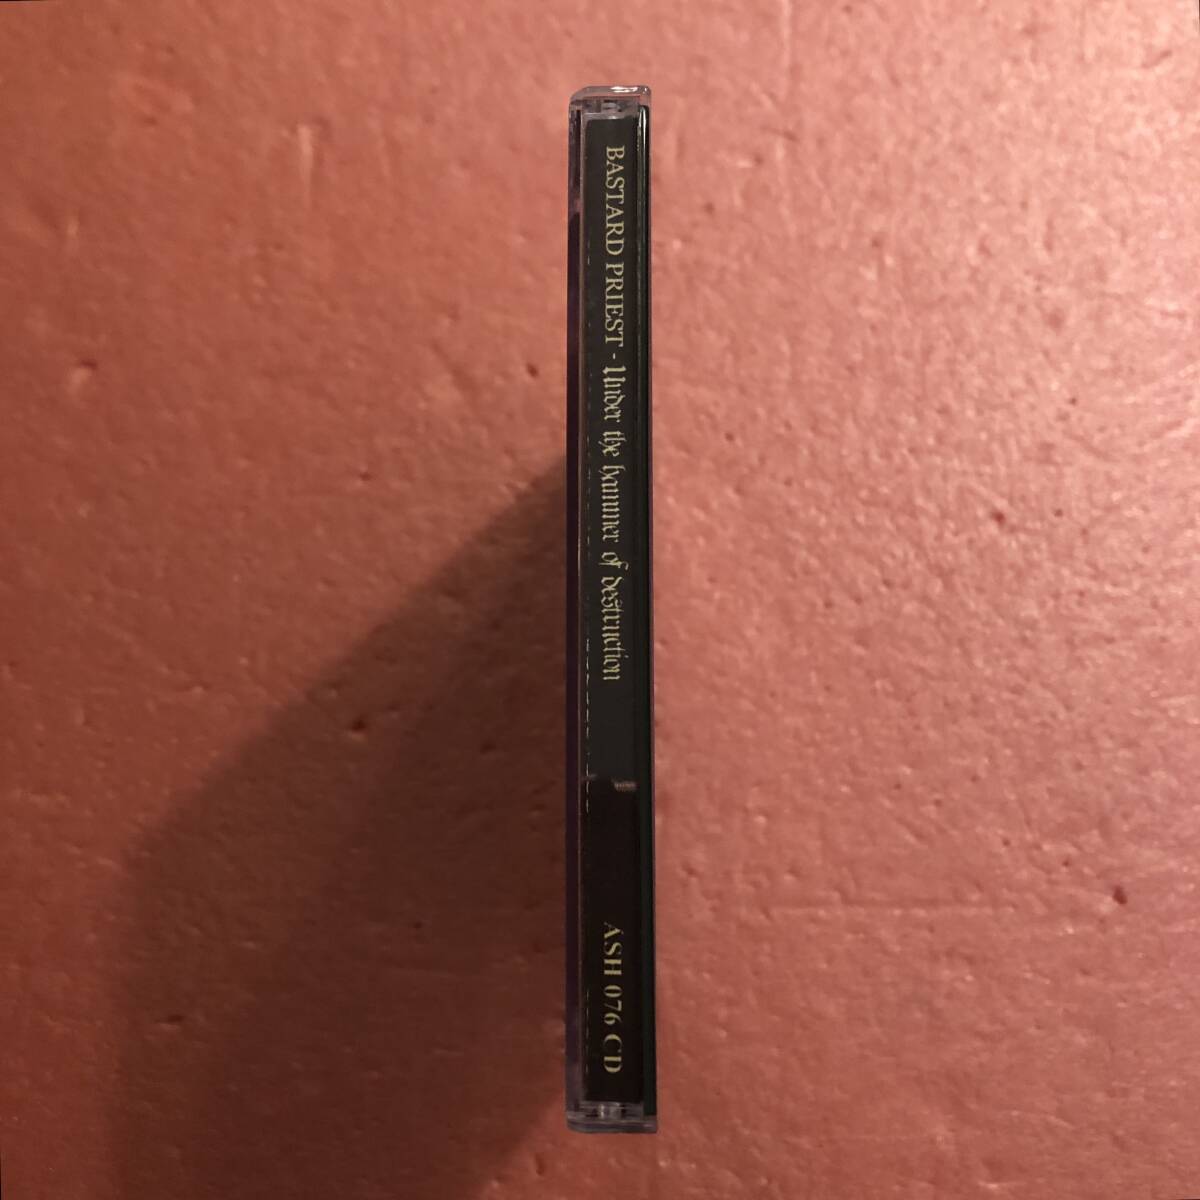 BASTARD PRIEST - Under the hammer of destruction
ASH 076 CD